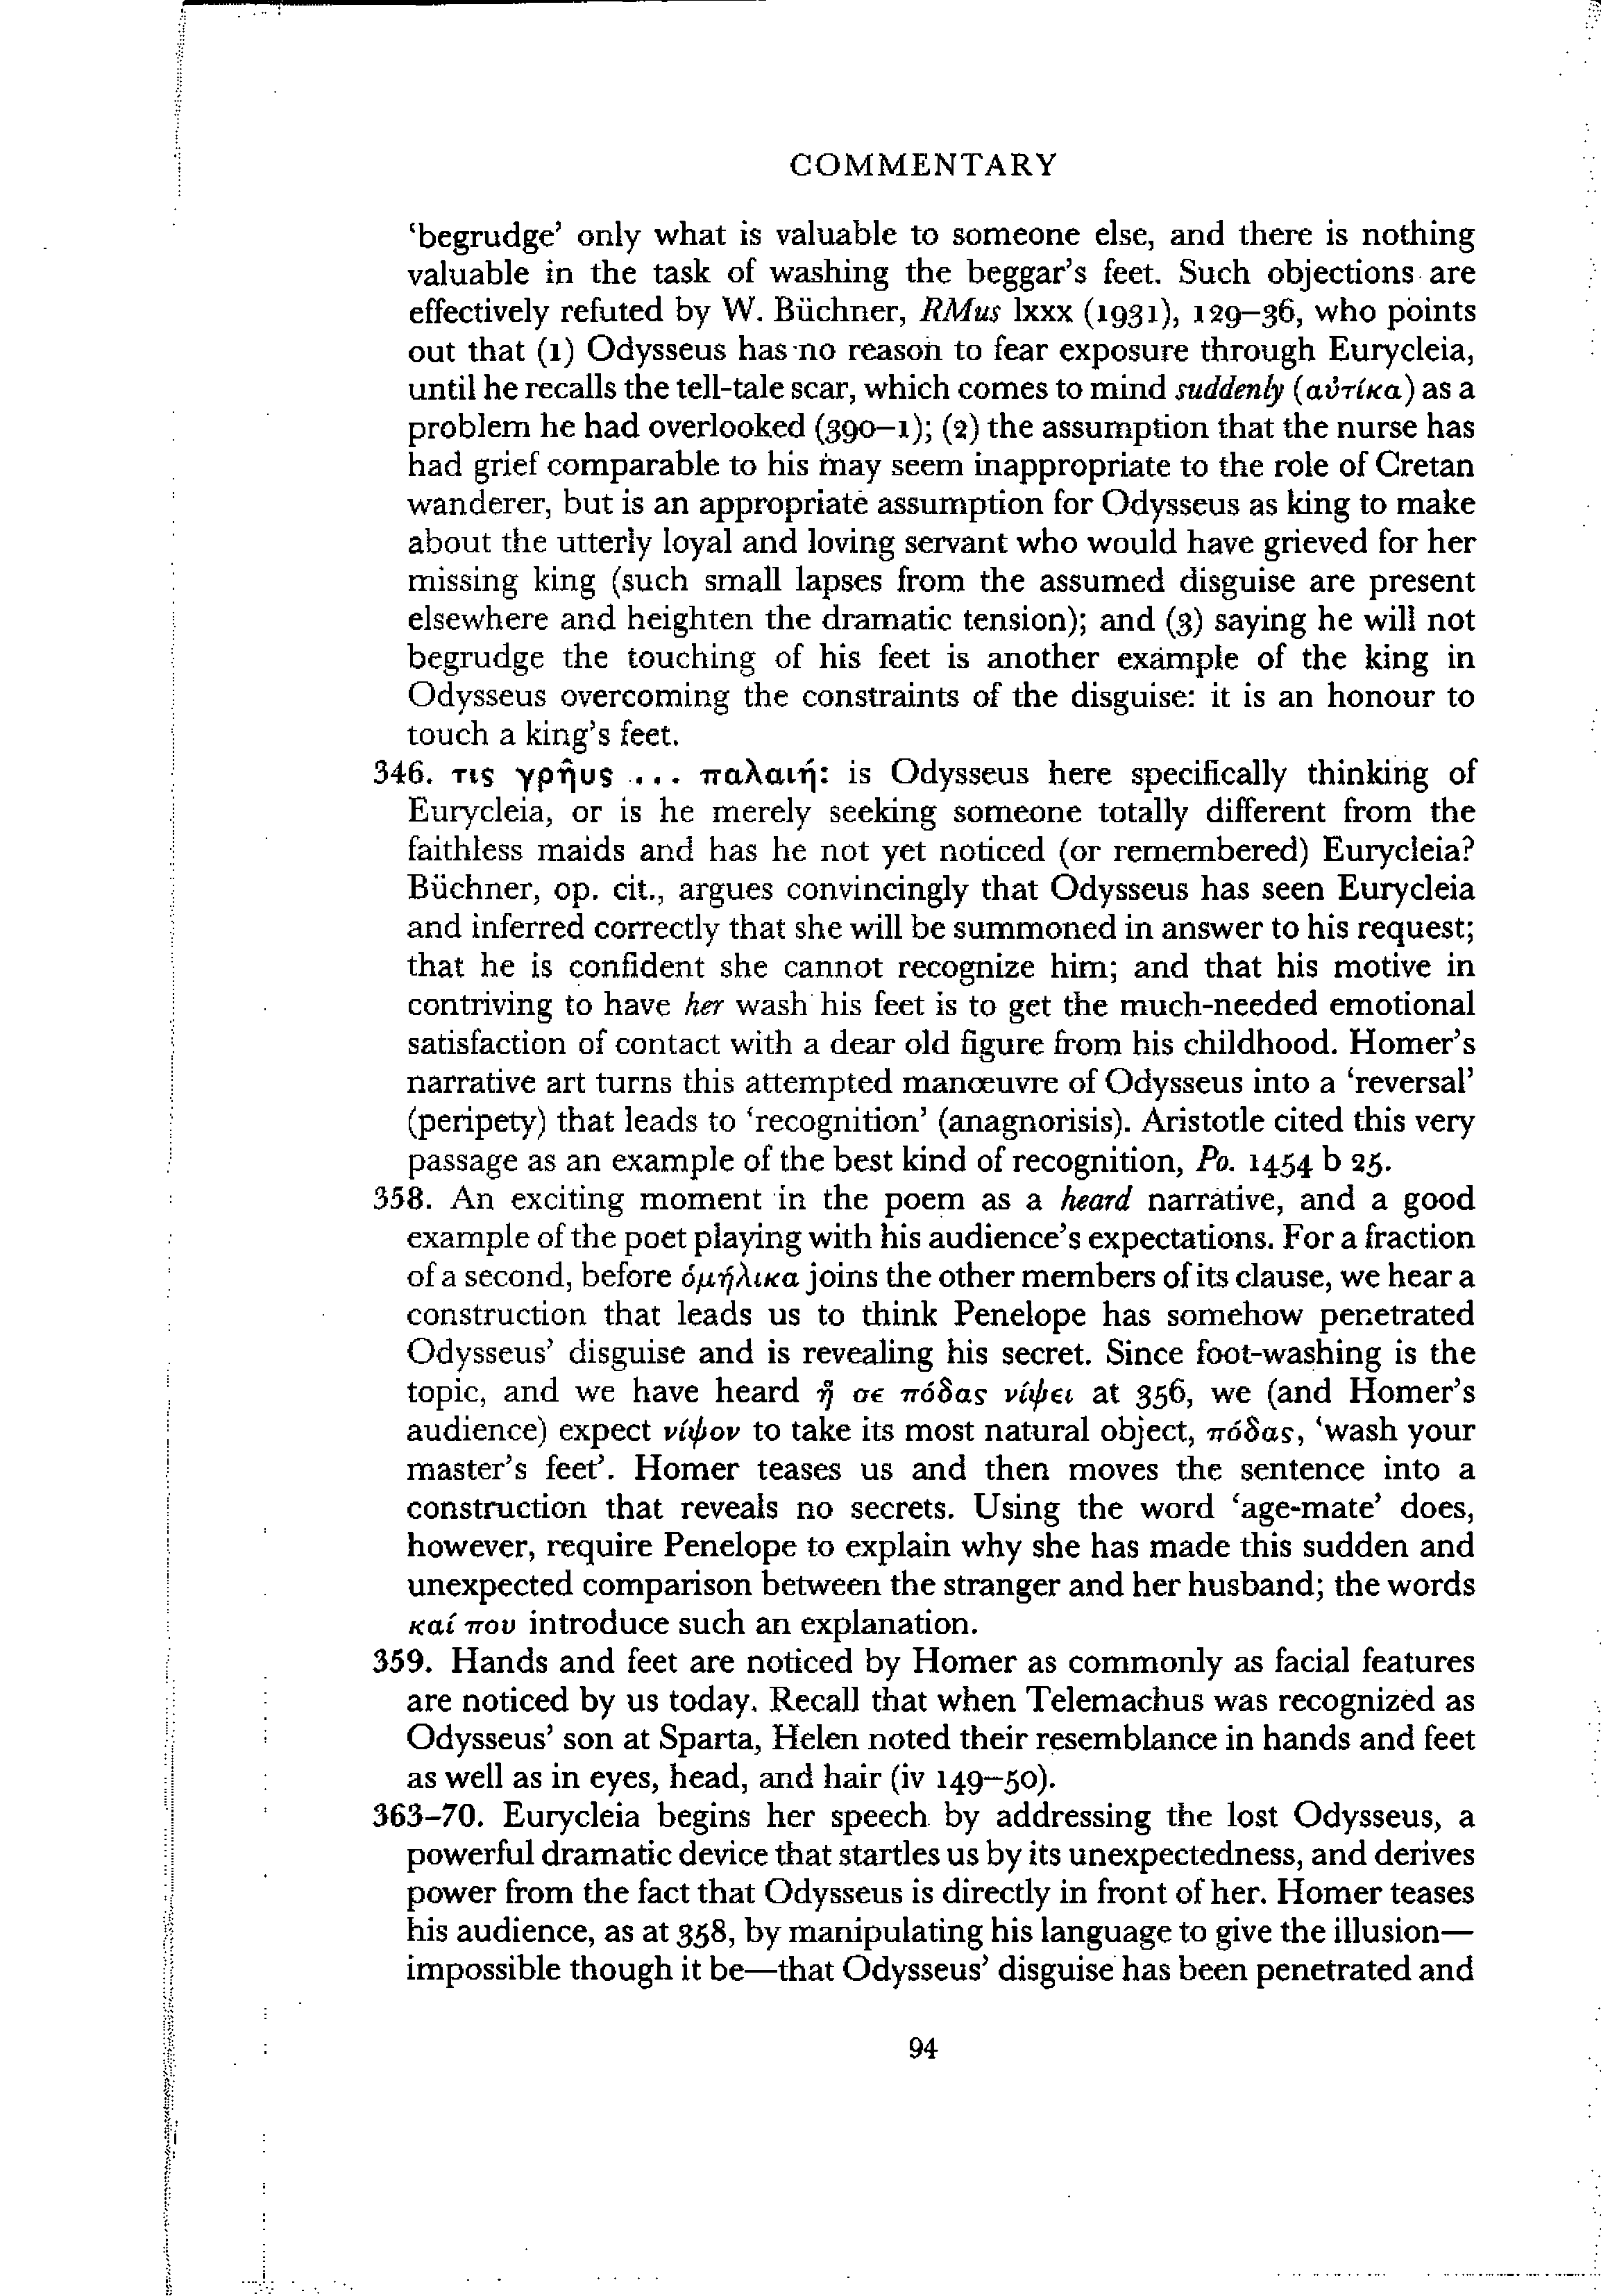 COMMENTARY
‘begrudge’ only what is valuable to someone else, and there is nothing
valuable in the task of washing the beggar’s feet. Such objections are
effectively refuted by W. Büchner, RMus lxxx (1931), 129–36, who points
out that (1) Odysseus has no reason to fear exposure through Eurycleia,
until he recalls the tell-tale scar, which comes to mind suddenly (αὐτίκα) as a
problem he had overlooked (390–1); (2) the assumption that the nurse has
had grief comparable to his may seem inappropriate to the role of Cretan
wanderer, but is an appropriate assumption for Odysseus as king to make
about the utterly loyal and loving servant who would have grieved for her
missing king (such small lapses from the assumed disguise are present
elsewhere and heighten the dramatic tension); and (3) saying he will not
begrudge the touching of his feet is another example of the king in
Odysseus overcoming the constraints of the disguise: it is an honour to
touch a king’s feet.
346. τις γρηῦς ... παλαιή: is Odysseus here specifically thinking of
Eurycleia, or is he merely seeking someone totally different from the
faithless maids and has he not yet noticed (or remembered) Eurycleia?
Büchner, op. cit., argues convincingly that Odysseus has seen Eurycleia
and inferred correctly that she will be summoned in answer to his request;
that he is confident she cannot recognize him; and that his motive in
contriving to have her wash his feet is to get the much-needed emotional
satisfaction of contact with a dear old figure from his childhood. Homer’s
narrative art turns this attempted manœuvre of Odysseus into a ‘reversal’
(peripety) that leads to ‘recognition’ (anagnorisis). Aristotle cited this very
passage as an example of the best kind of recognition, Po. 1454 b 25.
358. An exciting moment in the poem as a heard narrative, and a good
example of the poet playing with his audience’s expectations. For a fraction
of a second, before ὁμήλικα joins the other members of its clause, we hear a
construction that leads us to think Penelope has somehow penetrated
Odysseus’ disguise and is revealing his secret. Since foot-washing is the
topic, and we have heard ἥ σε πόδας νίψει at 356, we (and Homer’s
audience) expect νίψον to take its most natural object, πόδας, ‘wash your
master’s feet’. Homer teases us and then moves the sentence into a
construction that reveals no secrets. Using the word ‘age-mate’ does,
however, require Penelope to explain why she has made this sudden and
unexpected comparison between the stranger and her husband; the words
καί που introduce such an explanation.
359. Hands and feet are noticed by Homer as commonly as facial features
are noticed by us today. Recall that when Telemachus was recognized as
Odysseus’ son at Sparta, Helen noted their resemblance in hands and feet
as well as in eyes, head, and hair (iv 149–50).
363–70. Eurycleia begins her speech by addressing the lost Odysseus, a
powerful dramatic device that startles us by its unexpectedness, and derives
power from the fact that Odysseus is directly in front of her. Homer teases
his audience, as at 358, by manipulating his language to give the illusion—
impossible though it be—that Odysseus’ disguise has been penetrated and
94